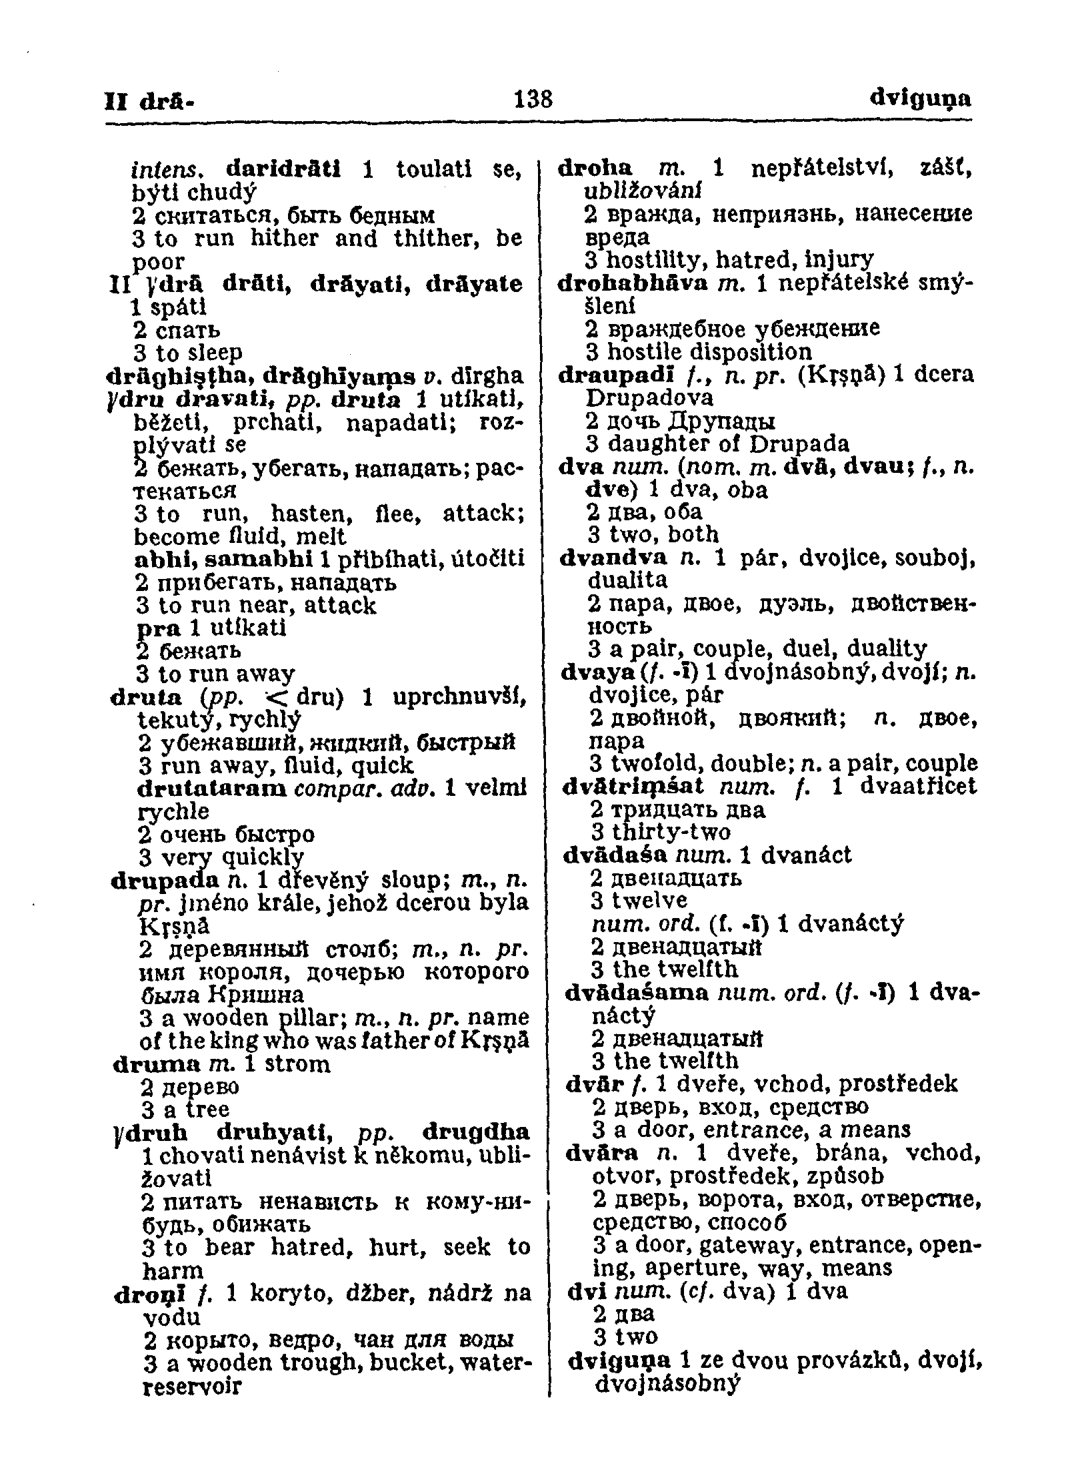 II drā-
138
dviguṇa
intens. daridrāti 1 toulati se,
býti chudý
2 скитаться, быть бедным
3 to run hither and thither, be
poor
II √drā drāti, drāyati, drāyate
1 spáti
2 спать
3 to sleep
drāghiṣṭha, drāghīyaṃs v. dīrgha
√dru dravati, pp. druta 1 utíkati,
běžeti, prchati, napadati; roz-
plývati se
2 бежать, убегать, нападать; рас-
текаться
3 to run, hasten, flee, attack;
become fluid, melt
abhi, samabhi 1 přibíhati, útočiti
2 прибегать, нападать
3 to run near, attack
pra 1 utíkati
2 бежать
3 to run away
druta (pp. < dru) 1 uprchnuvší,
tekutý, rychlý
2 убежавший, жидкий, быстрый
3 run away, fluid, quick
drutataram compar. adv. 1 velmi
rychle
2 очень быстро
3 very quickly
drupada n. 1 dřevěný sloup; m., n.
pr. jméno krále, jehož dcerou byla
Kṛṣṇā
2 деревянный столб; m., n. pr.
имя короля, дочерью которого
была Кришна
3 a wooden pillar; m., n. pr. name
of the king who was father of Kṛṣṇā
druma m. 1 strom
2 дерево
3 a tree
√druh druhyati, pp. drugdha
1 chovati nenávist k někomu, ubli-
žovati
2 питать ненависть к кому-ни-
будь, обижать
3 to bear hatred, hurt, seek to
harm
droṇī f. 1 koryto, džber, nádrž na
vodu
2 корыто, ведро, чан для воды
3 a wooden trough, bucket, water-
reservoir
droha m. 1 nepřátelství, zášť,
ubližování
2 вражда, неприязнь, нанесение
вреда
3 hostility, hatred, injury
drohabhāva m. 1 nepřátelské smý-
šlení
2 враждебное убеждение
3 hostile disposition
draupadī f., n. pr. (Kṛṣṇā) 1 dcera
Drupadova
2 дочь Друпады
3 daughter of Drupada
dva num. (nom. m. dvā, dvau; f., n.
dve) 1 dva, oba
2 два, оба
3 two, both
dvandva n. 1 pár, dvojice, souboj,
dualita
2 пара, двое, дуэль, двойствен-
ность
3 a pair, couple, duel, duality
dvaya (f. -ī) 1 dvojnásobný, dvojí; n.
dvojice, pár
2 двойной, двоякий; n. двое,
пара
3 twofold, double; n. a pair, couple
dvātriṃśat num. f. 1 dvaatřicet
2 тридцать два
3 thirty-two
dvādaśa num. 1 dvanáct
2 двенадцать
3 twelve
num. ord. (f. -ī) 1 dvanáctý
2 двенадцатый
3 the twelfth
dvādaśama num. ord. (f. -ī) 1 dva-
náctý
2 двенадцатый
3 the twelfth
dvār f. 1 dveře, vchod, prostředek
2 дверь, вход, средство
3 a door, entrance, a means
dvāra n. 1 dveře, brána, vchod,
otvor, prostředek, způsob
2 дверь, ворота, вход, отверстие,
средство, способ
3 a door, gateway, entrance, open-
ing, aperture, way, means
dvi num. (cf. dva) 1 dva
2 два
3 two
dviguṇa 1 ze dvou provázků, dvojí,
dvojnásobný